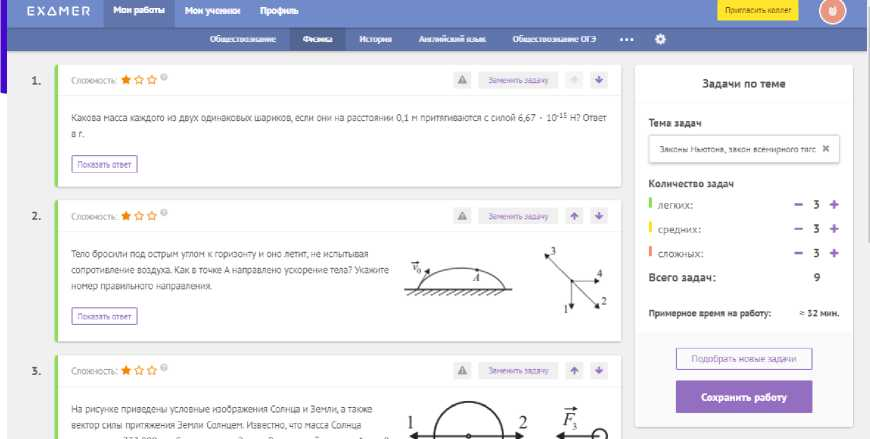 EXAMER Мои работы Мои ученики Профиль Пригласить коллег
Обществознание Физика История Английский язык Обществознание ОГЭ •••
1. Сложность: Заменить задачу
Какова масса каждого из двух одинаковых шариков, если они на расстоянии 0,1 м притягиваются с силой 6,67 · 10⁻¹⁵ Н? Ответ
в г.
Показать ответ
2. Сложность: Заменить задачу
Тело бросили под острым углом к горизонту и оно летит, не испытывая
сопротивление воздуха. Как в точке А направлено ускорение тела? Укажите
номер правильного направления.
Показать ответ
v₀ A
3
4
1 2
3. Сложность: Заменить задачу
На рисунке приведены условные изображения Солнца и Земли, а также
вектор силы притяжения Земли Солнцем. Известно, что масса Солнца
1 2 F₃
Задачи по теме
Тема задач
Законы Ньютона, закон всемирного тяго ×
Количество задач
легких: − 3 +
средних: − 3 +
сложных: − 3 +
Всего задач: 9
Примерное время на работу: ≈ 32 мин.
Подобрать новые задачи
Сохранить работу